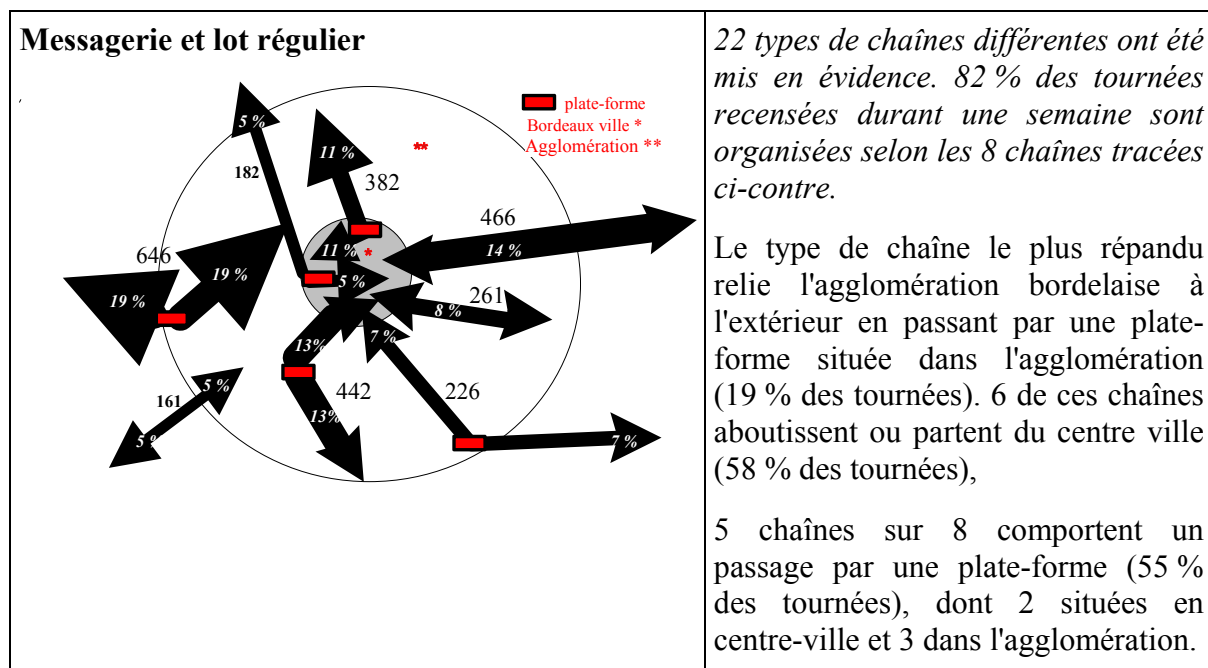 Messagerie et lot régulier
plate-forme
Bordeaux ville *
Agglomération **
**
*
5 %
182
11 %
382
466
14 %
646
19 %
19 %
11 %
5 %
261
8 %
7 %
13%
442
13%
226
7 %
161
5 %
5 %
22 types de chaînes différentes ont été
mis en évidence. 82 % des tournées
recensées durant une semaine sont
organisées selon les 8 chaînes tracées
ci-contre.
Le type de chaîne le plus répandu
relie l'agglomération bordelaise à
l'extérieur en passant par une plate-
forme située dans l'agglomération
(19 % des tournées). 6 de ces chaînes
aboutissent ou partent du centre ville
(58 % des tournées),
5 chaînes sur 8 comportent un
passage par une plate-forme (55 %
des tournées), dont 2 situées en
centre-ville et 3 dans l'agglomération.